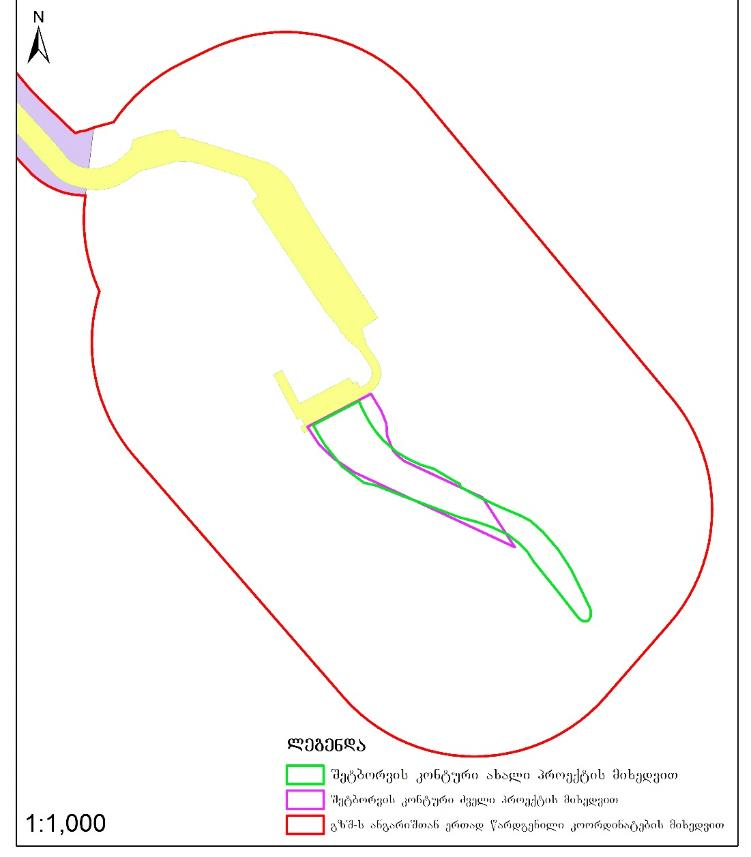 N
ლეგენდა
შეტბორვის კონტური ახალი პროექტის მიხედვით
შეტბორვის კონტური ძველი პროექტის მიხედვით
გზშ-ს ანგარიშთან ერთად წარდგენილი კოორდინატების მიხედვით
1:1,000